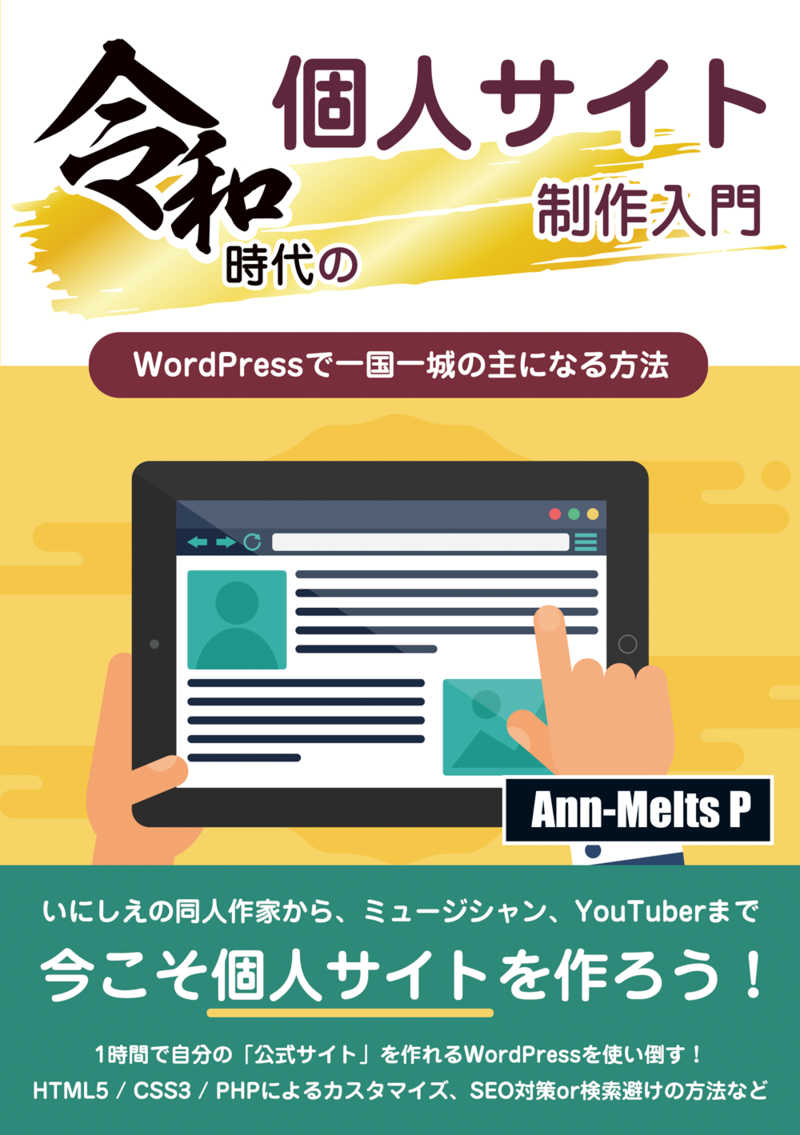 令和
時代の
個人サイト
制作入門
WordPressで一国一城の主になる方法
Ann-Melts P
いにしえの同人作家から、ミュージシャン、YouTuberまで
今こそ個人サイトを作ろう！
1時間で自分の「公式サイト」を作れるWordPressを使い倒す！
HTML5 / CSS3 / PHPによるカスタマイズ、SEO対策or検索避けの方法など